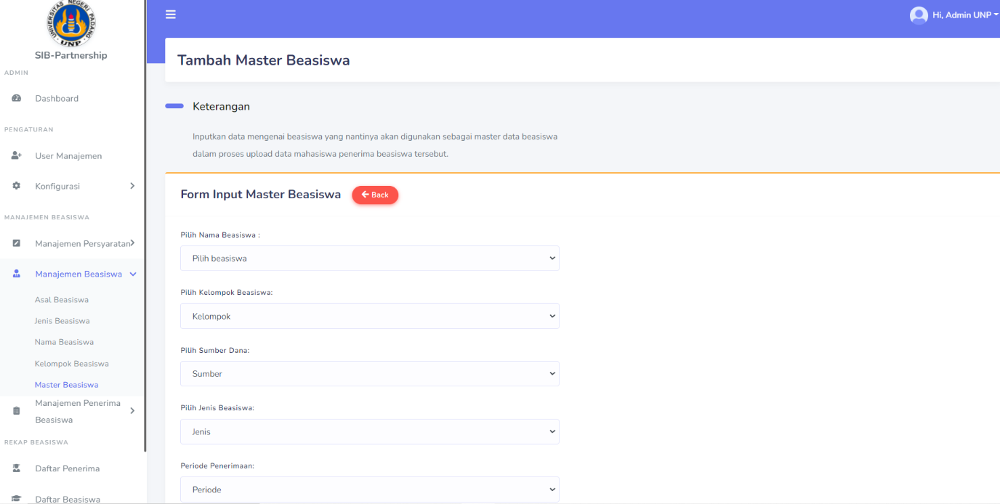 UNIVERSITAS NEGERI PADANG
UNP
SIB-Partnership
ADMIN
Dashboard
PENGATURAN
User Manajemen
Konfigurasi
MANAJEMEN BEASISWA
Manajemen Persyaratan
Manajemen Beasiswa
Asal Beasiswa
Jenis Beasiswa
Nama Beasiswa
Kelompok Beasiswa
Master Beasiswa
Manajemen Penerima
Beasiswa
REKAP BEASISWA
Daftar Penerima
Daftar Beasiswa
Hi, Admin UNP
Tambah Master Beasiswa
Keterangan
Inputkan data mengenai beasiswa yang nantinya akan digunakan sebagai master data beasiswa
dalam proses upload data mahasiswa penerima beasiswa tersebut.
Form Input Master Beasiswa
Back
Pilih Nama Beasiswa :
Pilih beasiswa
Pilih Kelompok Beasiswa:
Kelompok
Pilih Sumber Dana:
Sumber
Pilih Jenis Beasiswa:
Jenis
Periode Penerimaan:
Periode